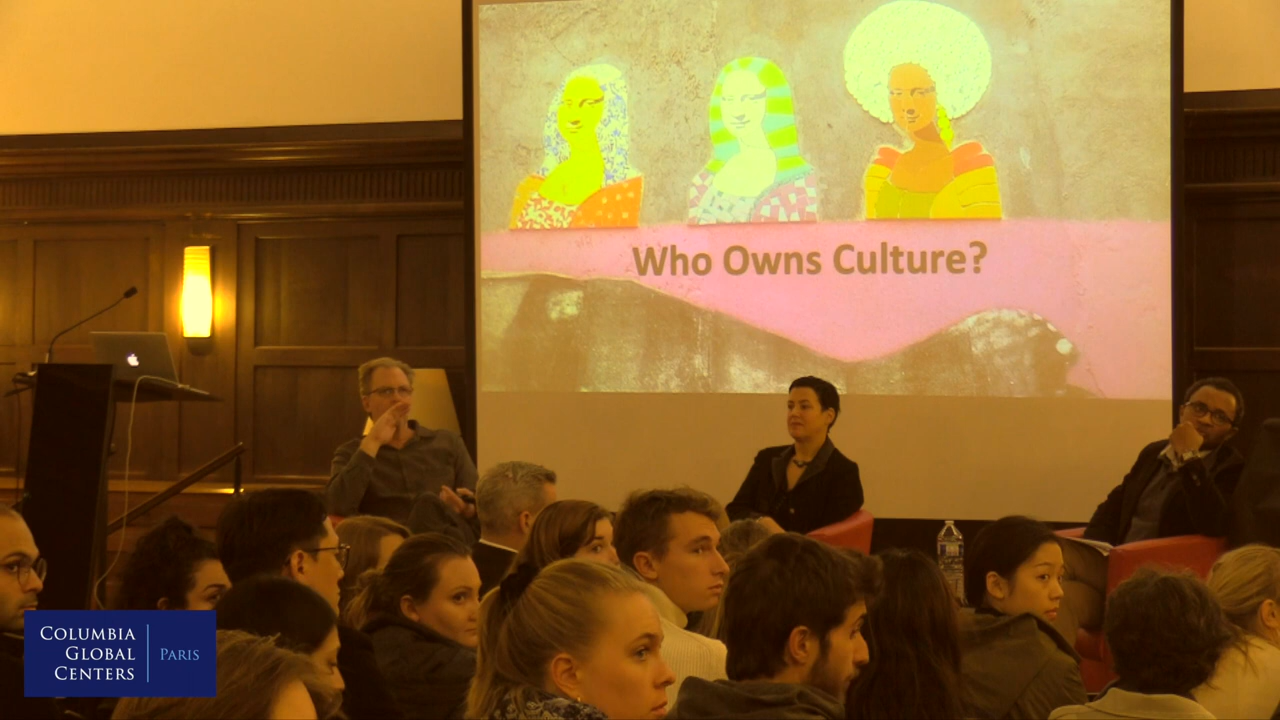 Who Owns Culture?
COLUMBIA
GLOBAL
CENTERS
PARIS